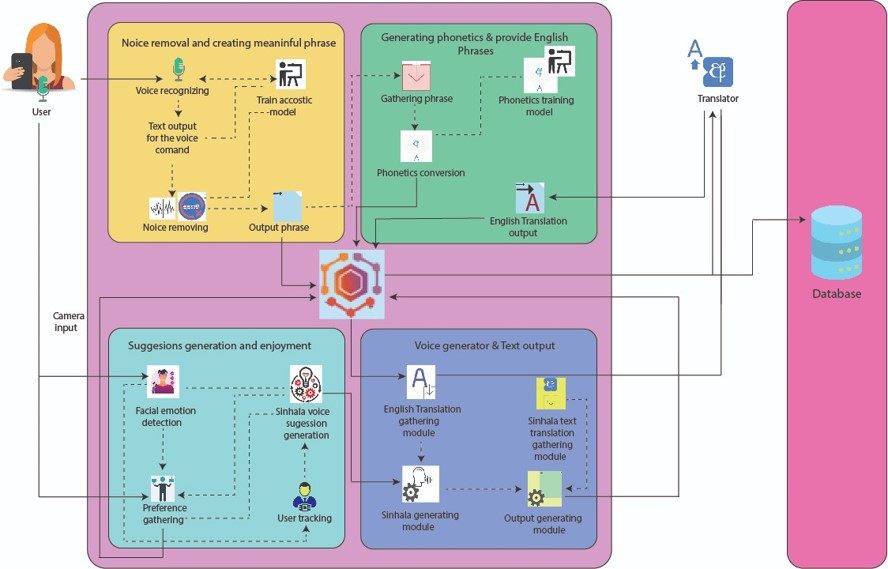 User
Camera
input
Noice removal and creating meaninful phrase
Voice recognizing
Train accostic
model
Text output
for the voice
comand
Noice removing
Output phrase
Generating phonetics & provide English
Phrases
Gathering phrase
Phonetics training
model
Phonetics conversion
A
English Translation
output
A
Translator
Database
Suggesions generation and enjoyment
Facial emotion
detection
Sinhala voice
sugession
generation
Preference
gathering
User tracking
Voice generator & Text output
A
English Translation
gathering
module
Sinhala text
translation
gathering
module
Sinhala generating
module
Output generating
module